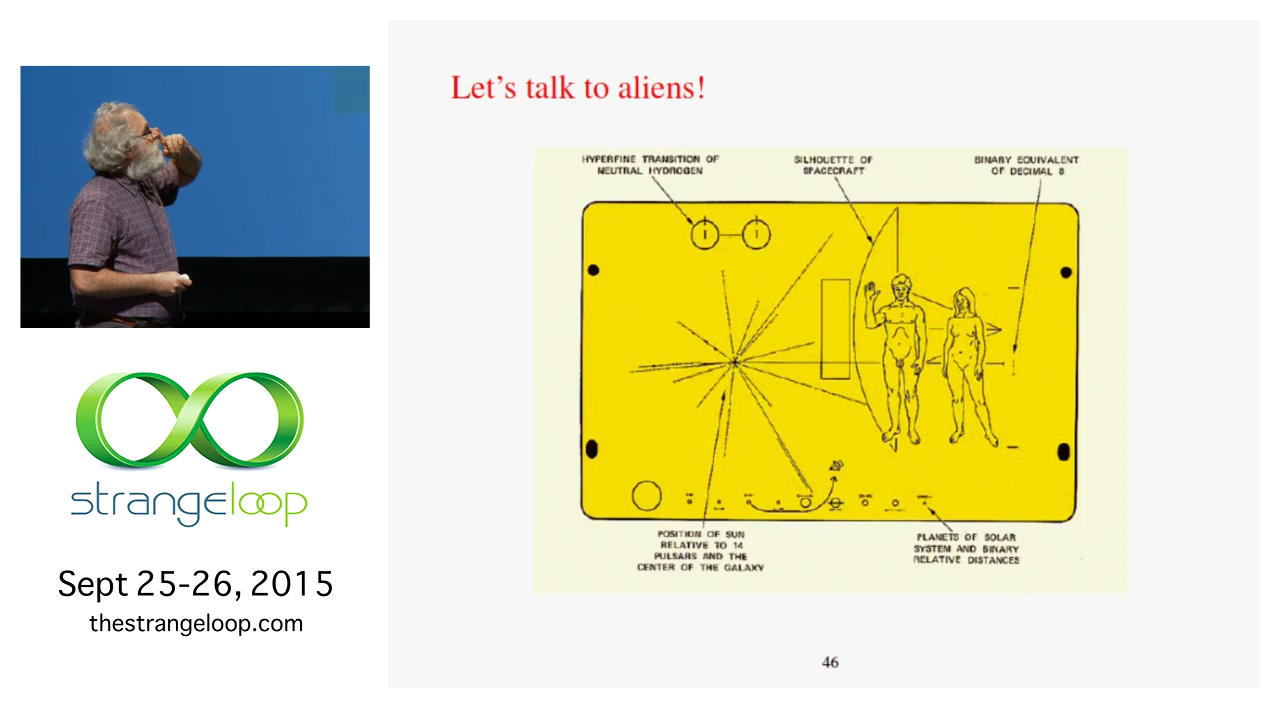 Let's talk to aliens!
HYPERFINE TRANSITION OF
NEUTRAL HYDROGEN
SILHOUETTE OF
SPACECRAFT
BINARY EQUIVALENT
OF DECIMAL 8
POSITION OF SUN
RELATIVE TO 14
PULSARS AND THE
CENTER OF THE GALAXY
PLANETS OF SOLAR
SYSTEM AND BINARY
RELATIVE DISTANCES
46
strangeloop
Sept 25-26, 2015
thestrangeloop.com